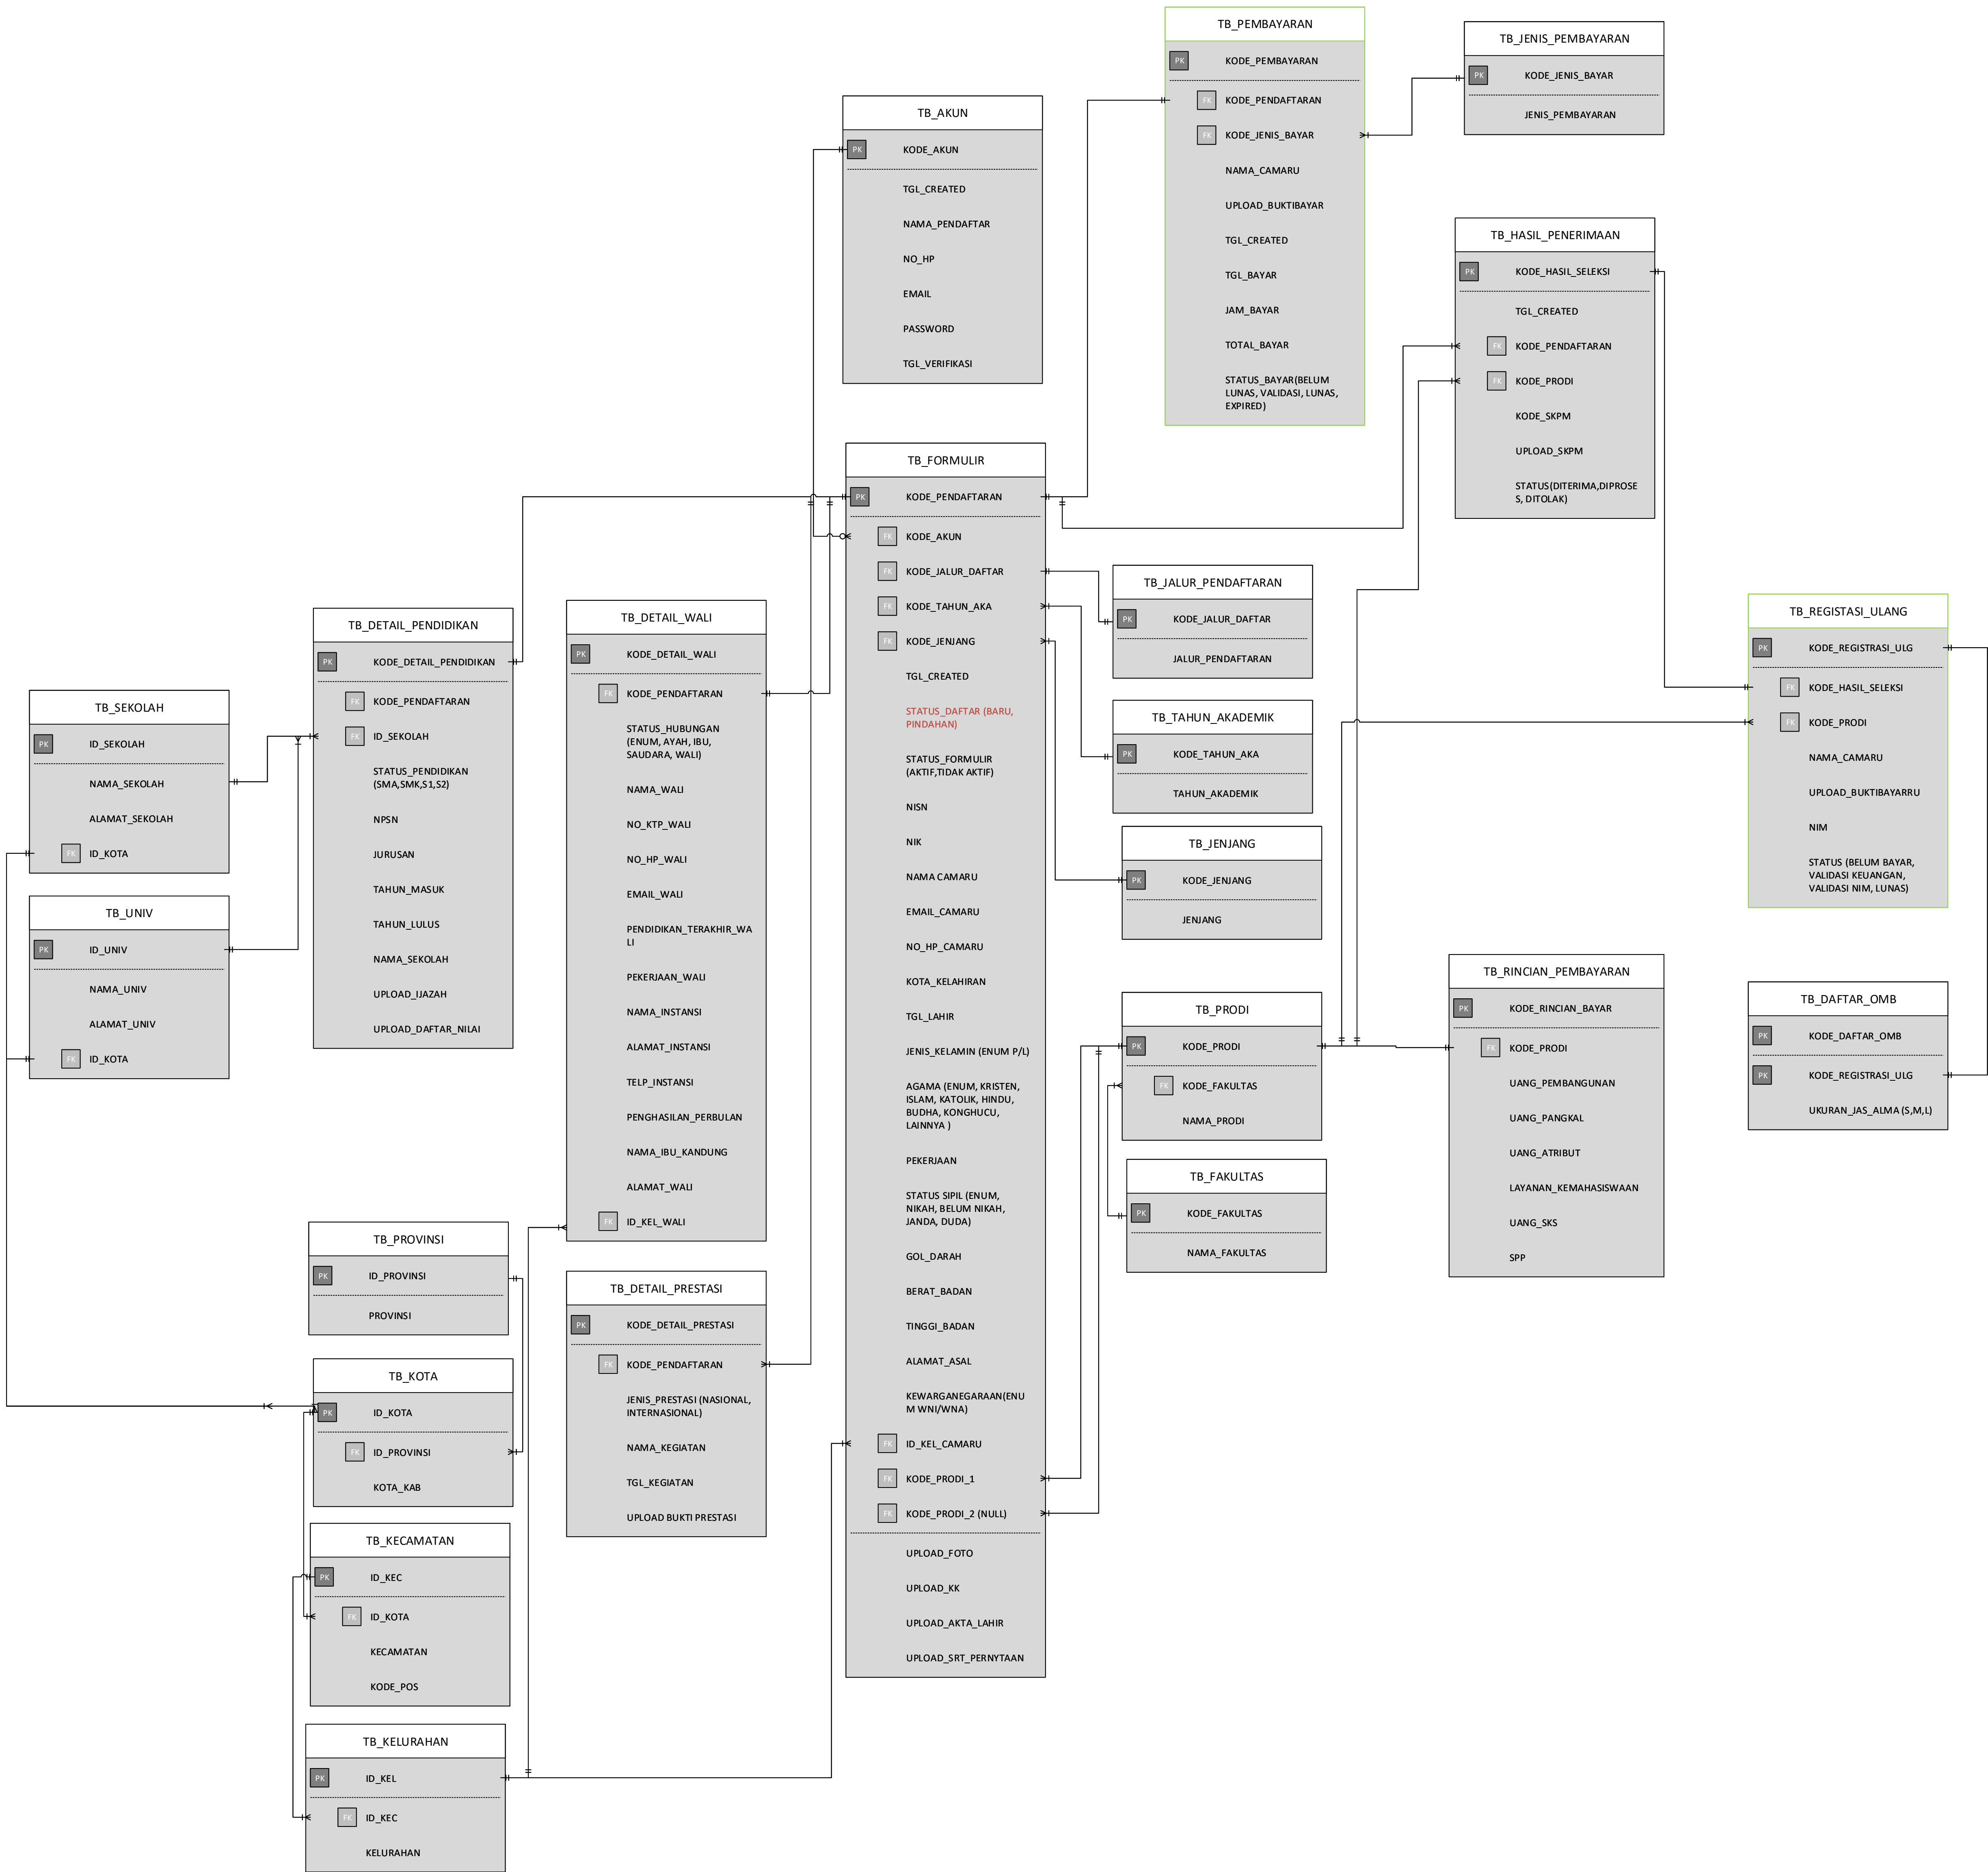 TB_PEMBAYARAN
PK KODE_PEMBAYARAN
FK KODE_PENDAFTARAN
FK KODE_JENIS_BAYAR
NAMA_CAMARU
UPLOAD_BUKTIBAYAR
TGL_CREATED
TGL_BAYAR
JAM_BAYAR
TOTAL_BAYAR
STATUS_BAYAR(BELUM
LUNAS, VALIDASI, LUNAS,
EXPIRED)
TB_JENIS_PEMBAYARAN
PK KODE_JENIS_BAYAR
JENIS_PEMBAYARAN
TB_AKUN
PK KODE_AKUN
TGL_CREATED
NAMA_PENDAFTAR
NO_HP
EMAIL
PASSWORD
TGL_VERIFIKASI
TB_HASIL_PENERIMAAN
PK KODE_HASIL_SELEKSI
TGL_CREATED
FK KODE_PENDAFTARAN
FK KODE_PRODI
KODE_SKPM
UPLOAD_SKPM
STATUS(DITERIMA,DIPROSE
S, DITOLAK)
TB_FORMULIR
PK KODE_PENDAFTARAN
FK KODE_AKUN
FK KODE_JALUR_DAFTAR
FK KODE_TAHUN_AKA
FK KODE_JENJANG
TGL_CREATED
STATUS_DAFTAR (BARU,
PINDAHAN)
STATUS_FORMULIR
(AKTIF,TIDAK AKTIF)
NISN
NIK
NAMA CAMARU
EMAIL_CAMARU
NO_HP_CAMARU
KOTA_KELAHIRAN
TGL_LAHIR
JENIS_KELAMIN (ENUM P/L)
AGAMA (ENUM, KRISTEN,
ISLAM, KATOLIK, HINDU,
BUDHA, KONGHUCU,
LAINNYA )
PEKERJAAN
STATUS SIPIL (ENUM,
NIKAH, BELUM NIKAH,
JANDA, DUDA)
GOL_DARAH
BERAT_BADAN
TINGGI_BADAN
ALAMAT_ASAL
KEWARGANEGARAAN(ENU
M WNI/WNA)
FK ID_KEL_CAMARU
FK KODE_PRODI_1
FK KODE_PRODI_2 (NULL)
UPLOAD_FOTO
UPLOAD_KK
UPLOAD_AKTA_LAHIR
UPLOAD_SRT_PERNYTAAN
TB_JALUR_PENDAFTARAN
PK KODE_JALUR_DAFTAR
JALUR_PENDAFTARAN
TB_TAHUN_AKADEMIK
PK KODE_TAHUN_AKA
TAHUN_AKADEMIK
TB_JENJANG
PK KODE_JENJANG
JENJANG
TB_PRODI
PK KODE_PRODI
FK KODE_FAKULTAS
NAMA_PRODI
TB_FAKULTAS
PK KODE_FAKULTAS
NAMA_FAKULTAS
TB_REGISTASI_ULANG
PK KODE_REGISTRASI_ULG
FK KODE_HASIL_SELEKSI
FK KODE_PRODI
NAMA_CAMARU
UPLOAD_BUKTIBAYARRU
NIM
STATUS (BELUM BAYAR,
VALIDASI KEUANGAN,
VALIDASI NIM, LUNAS)
TB_RINCIAN_PEMBAYARAN
PK KODE_RINCIAN_BAYAR
FK KODE_PRODI
UANG_PEMBANGUNAN
UANG_PANGKAL
UANG_ATRIBUT
LAYANAN_KEMAHASISWAAN
UANG_SKS
SPP
TB_DAFTAR_OMB
PK KODE_DAFTAR_OMB
PK KODE_REGISTRASI_ULG
UKURAN_JAS_ALMA (S,M,L)
TB_DETAIL_WALI
PK KODE_DETAIL_WALI
FK KODE_PENDAFTARAN
STATUS_HUBUNGAN
(ENUM, AYAH, IBU,
SAUDARA, WALI)
NAMA_WALI
NO_KTP_WALI
NO_HP_WALI
EMAIL_WALI
PENDIDIKAN_TERAKHIR_WA
LI
PEKERJAAN_WALI
NAMA_INSTANSI
ALAMAT_INSTANSI
TELP_INSTANSI
PENGHASILAN_PERBULAN
NAMA_IBU_KANDUNG
ALAMAT_WALI
FK ID_KEL_WALI
TB_DETAIL_PENDIDIKAN
PK KODE_DETAIL_PENDIDIKAN
FK KODE_PENDAFTARAN
FK ID_SEKOLAH
STATUS_PENDIDIKAN
(SMA,SMK,S1,S2)
NPSN
JURUSAN
TAHUN_MASUK
TAHUN_LULUS
NAMA_SEKOLAH
UPLOAD_IJAZAH
UPLOAD_DAFTAR_NILAI
TB_SEKOLAH
PK ID_SEKOLAH
NAMA_SEKOLAH
ALAMAT_SEKOLAH
FK ID_KOTA
TB_UNIV
PK ID_UNIV
NAMA_UNIV
ALAMAT_UNIV
FK ID_KOTA
TB_DETAIL_PRESTASI
PK KODE_DETAIL_PRESTASI
FK KODE_PENDAFTARAN
JENIS_PRESTASI (NASIONAL,
INTERNASIONAL)
NAMA_KEGIATAN
TGL_KEGIATAN
UPLOAD BUKTI PRESTASI
TB_PROVINSI
PK ID_PROVINSI
PROVINSI
TB_KOTA
PK ID_KOTA
FK ID_PROVINSI
KOTA_KAB
TB_KECAMATAN
PK ID_KEC
FK ID_KOTA
KECAMATAN
KODE_POS
TB_KELURAHAN
PK ID_KEL
FK ID_KEC
KELURAHAN